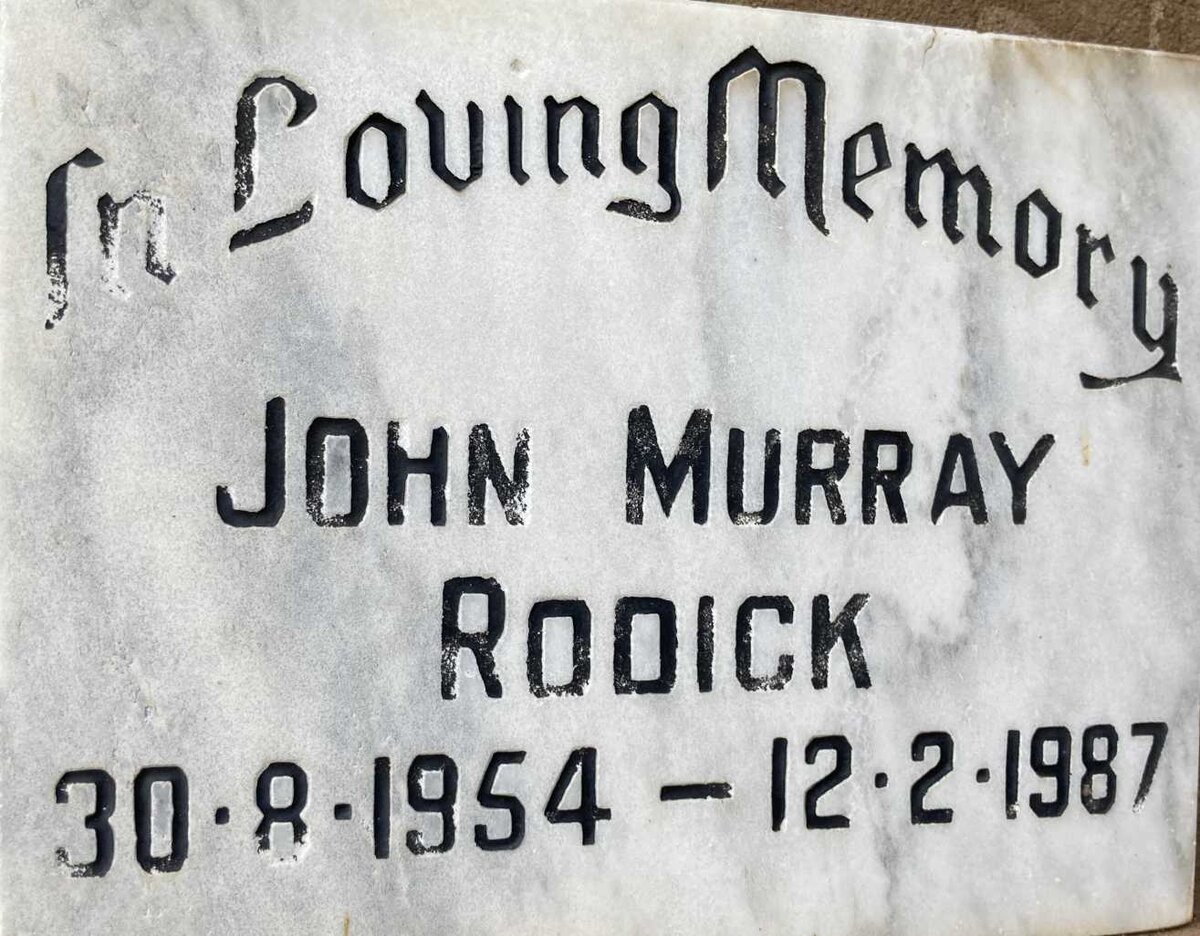 In Loving Memory
JOHN MURRAY
RODICK
30·8·1954 — 12·2·1987